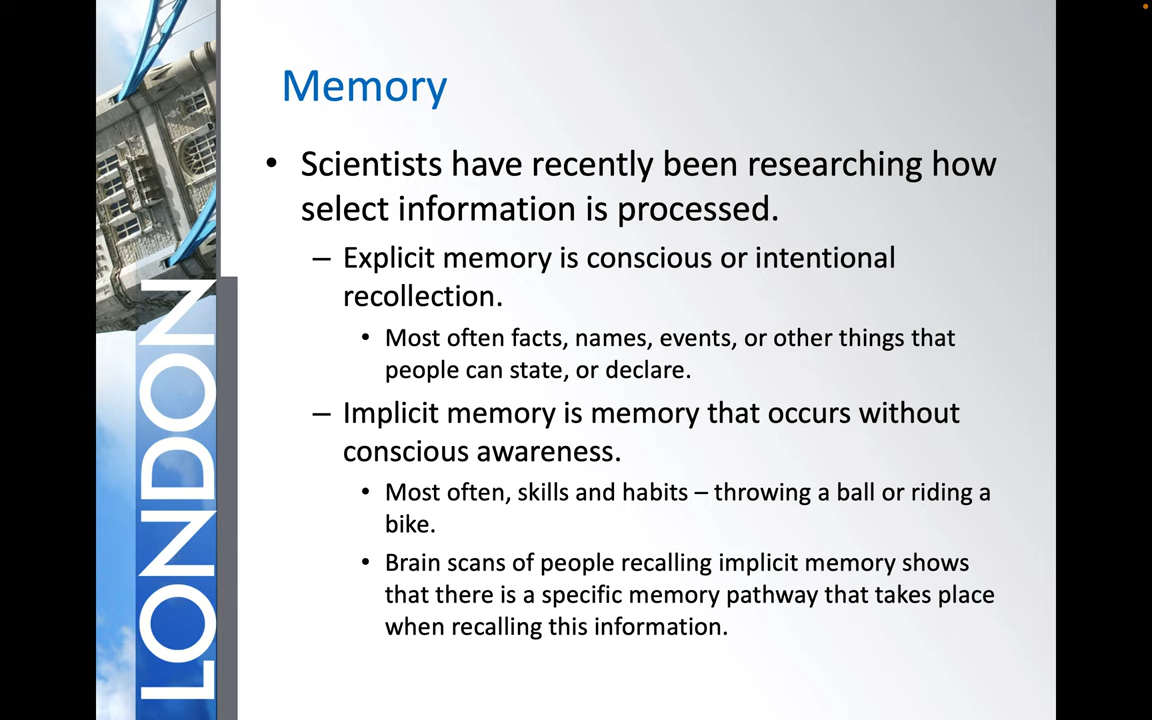 Memory
• Scientists have recently been researching how
select information is processed.
– Explicit memory is conscious or intentional
recollection.
• Most often facts, names, events, or other things that
people can state, or declare.
– Implicit memory is memory that occurs without
conscious awareness.
• Most often, skills and habits – throwing a ball or riding a
bike.
• Brain scans of people recalling implicit memory shows
that there is a specific memory pathway that takes place
when recalling this information.
LONDON